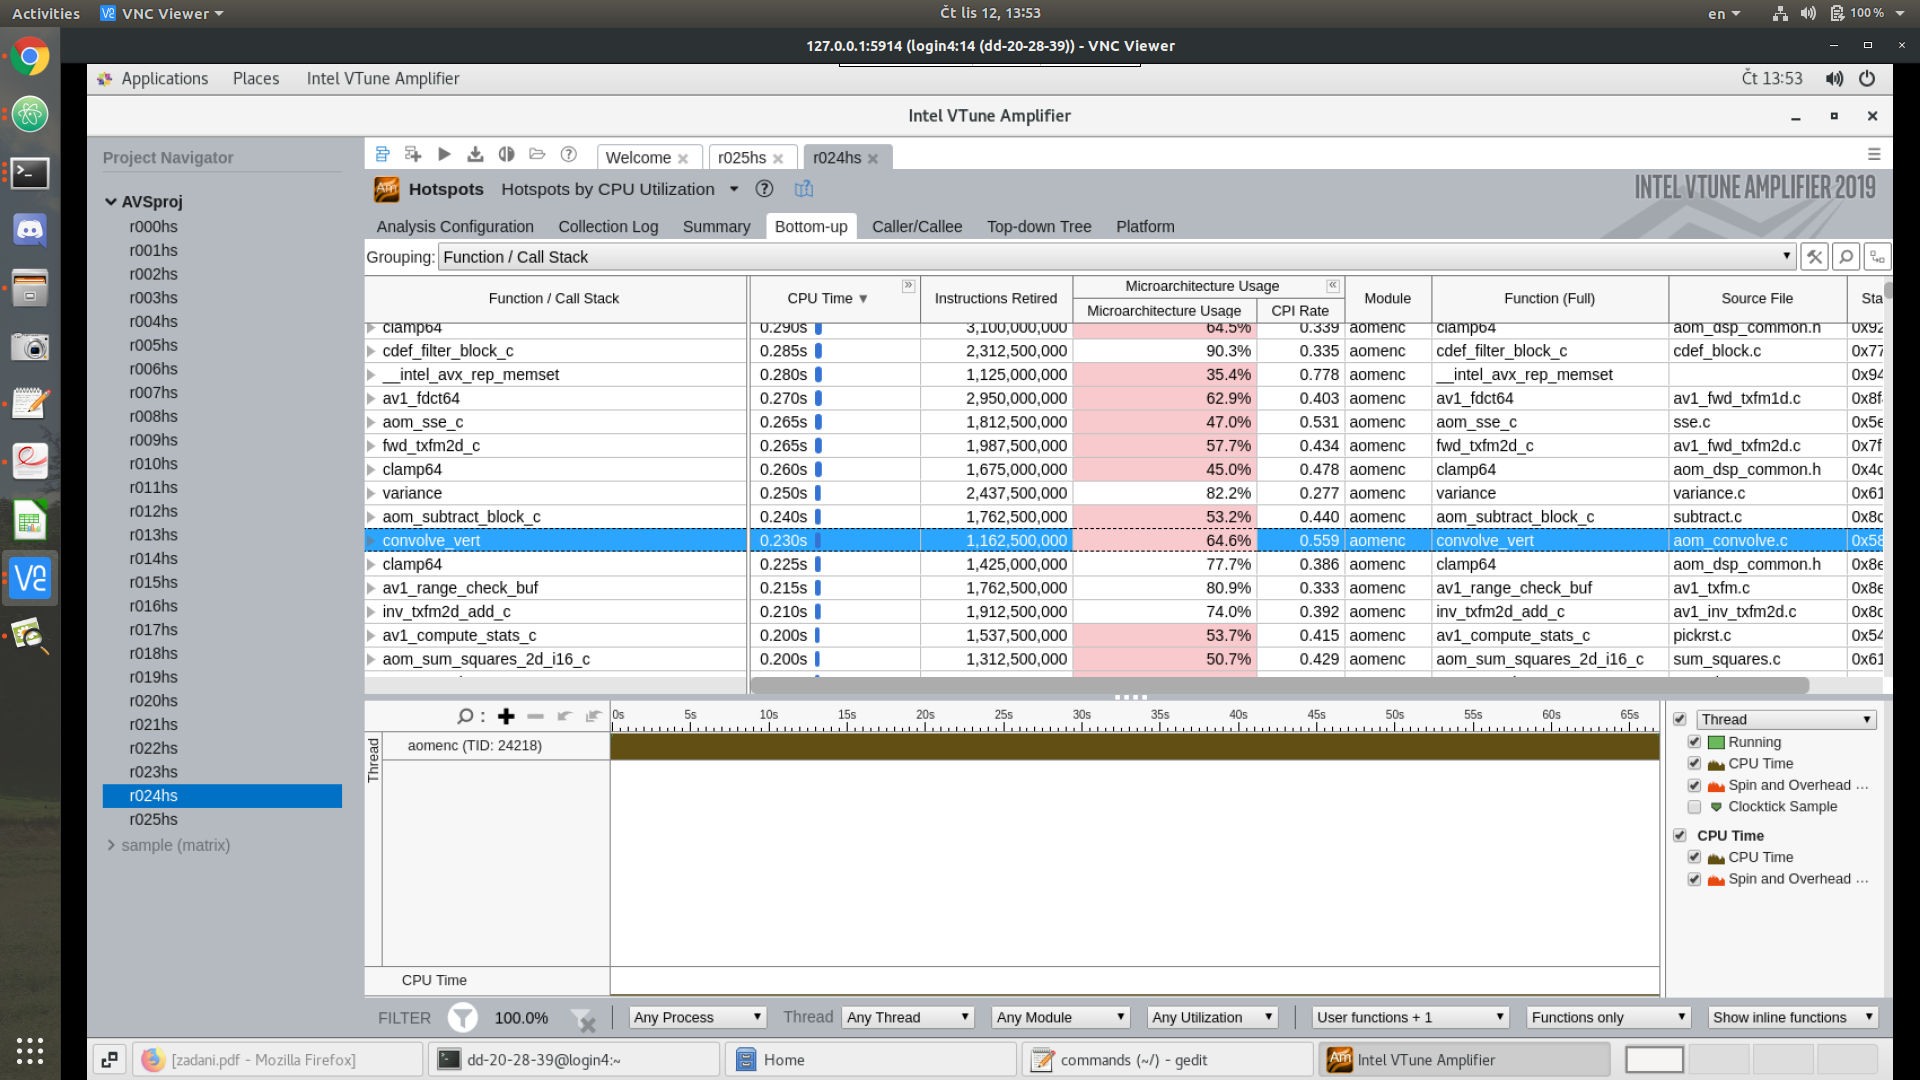 Activities VNC Viewer Čt lis 12, 13:53 en 100 %
127.0.0.1:5914 (login4:14 (dd-20-28-39)) - VNC Viewer
Applications Places Intel VTune Amplifier Čt 13:53
Intel VTune Amplifier
Project Navigator
AVSproj
r000hs
r001hs
r002hs
r003hs
r004hs
r005hs
r006hs
r007hs
r008hs
r009hs
r010hs
r011hs
r012hs
r013hs
r014hs
r015hs
r016hs
r017hs
r018hs
r019hs
r020hs
r021hs
r022hs
r023hs
r024hs
r025hs
sample (matrix)
Welcome r025hs r024hs
Hotspots Hotspots by CPU Utilization INTEL VTUNE AMPLIFIER 2019
Analysis Configuration Collection Log Summary Bottom-up Caller/Callee Top-down Tree Platform
Grouping: Function / Call Stack
Function / Call Stack CPU Time Instructions Retired Microarchitecture Usage Module Function (Full) Source File Sta
Microarchitecture Usage CPI Rate
clamp64 0.290s 3,100,000,000 64.5% 0.339 aomenc clamp64 aom_dsp_common.h 0x92
cdef_filter_block_c 0.285s 2,312,500,000 90.3% 0.335 aomenc cdef_filter_block_c cdef_block.c 0x77
__intel_avx_rep_memset 0.280s 1,125,000,000 35.4% 0.778 aomenc __intel_avx_rep_memset 0x94
av1_fdct64 0.270s 2,950,000,000 62.9% 0.403 aomenc av1_fdct64 av1_fwd_txfm1d.c 0x8f
aom_sse_c 0.265s 1,812,500,000 47.0% 0.531 aomenc aom_sse_c sse.c 0x5e
fwd_txfm2d_c 0.265s 1,987,500,000 57.7% 0.434 aomenc fwd_txfm2d_c av1_fwd_txfm2d.c 0x7f
clamp64 0.260s 1,675,000,000 45.0% 0.478 aomenc clamp64 aom_dsp_common.h 0x4c
variance 0.250s 2,437,500,000 82.2% 0.277 aomenc variance variance.c 0x61
aom_subtract_block_c 0.240s 1,762,500,000 53.2% 0.440 aomenc aom_subtract_block_c subtract.c 0x8c
convolve_vert 0.230s 1,162,500,000 64.6% 0.559 aomenc convolve_vert aom_convolve.c 0x58
clamp64 0.225s 1,425,000,000 77.7% 0.386 aomenc clamp64 aom_dsp_common.h 0x8e
av1_range_check_buf 0.215s 1,762,500,000 80.9% 0.333 aomenc av1_range_check_buf av1_txfm.c 0x8e
inv_txfm2d_add_c 0.210s 1,912,500,000 74.0% 0.392 aomenc inv_txfm2d_add_c av1_inv_txfm2d.c 0x8c
av1_compute_stats_c 0.200s 1,537,500,000 53.7% 0.415 aomenc av1_compute_stats_c pickrst.c 0x54
aom_sum_squares_2d_i16_c 0.200s 1,312,500,000 50.7% 0.429 aomenc aom_sum_squares_2d_i16_c sum_squares.c 0x61
0s 5s 10s 15s 20s 25s 30s 35s 40s 45s 50s 55s 60s 65s
Thread
aomenc (TID: 24218)
CPU Time
Thread
Running
CPU Time
Spin and Overhead ...
Clocktick Sample
CPU Time
CPU Time
Spin and Overhead ...
FILTER 100.0% Any Process Thread Any Thread Any Module Any Utilization User functions + 1 Functions only Show inline functions
[zadani.pdf - Mozilla Firefox] dd-20-28-39@login4:~ Home commands (~/) - gedit Intel VTune Amplifier